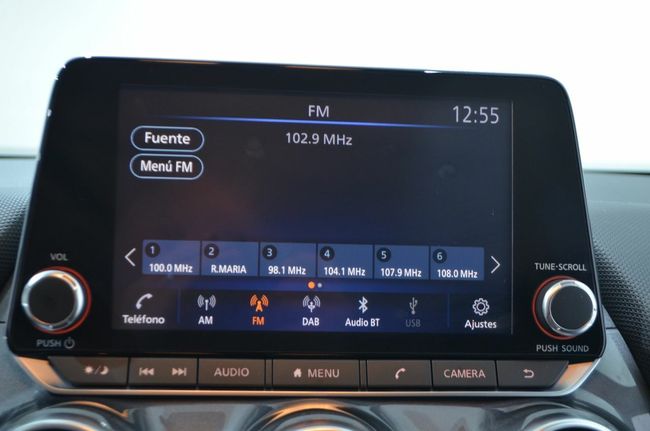 FM
12:55
Fuente
102.9 MHz
Menú FM
1 2 3 4 5 6
100.0 MHz R.MARIA 98.1 MHz 104.1 MHz 107.9 MHz 108.0 MHz
VOL
TUNE·SCROLL
Teléfono AM FM DAB Audio BT USB Ajustes
PUSH
PUSH SOUND
AUDIO MENU CAMERA